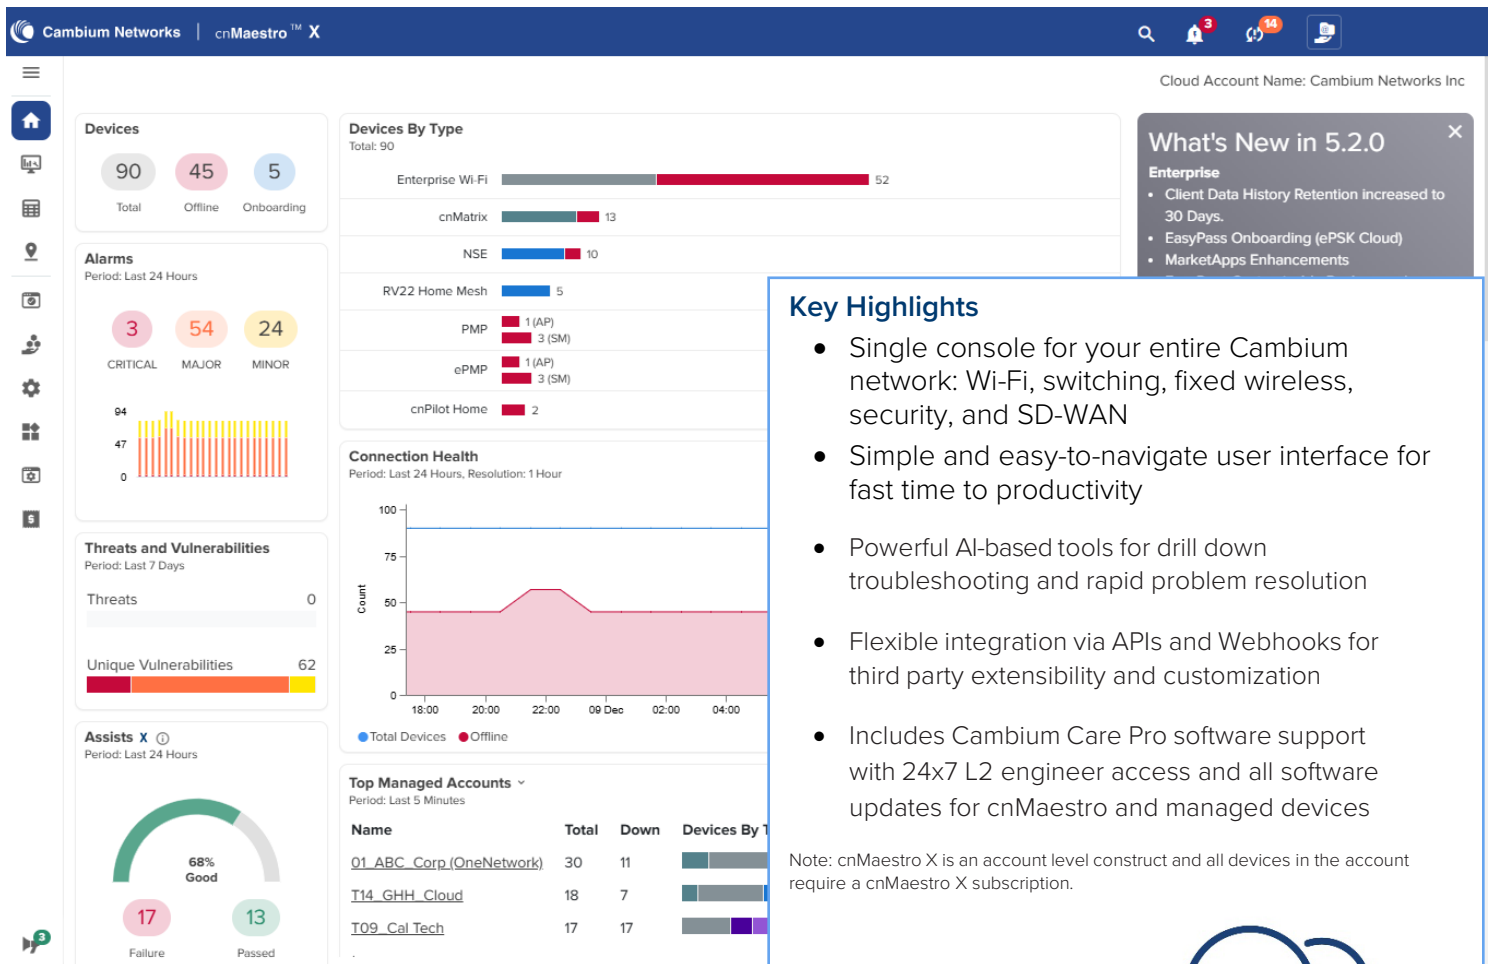 Cambium Networks | cnMaestro™ X
3
14
Cloud Account Name: Cambium Networks Inc
Devices
90
45
5
Total
Offline
Onboarding
Alarms
Period: Last 24 Hours
3
54
24
CRITICAL
MAJOR
MINOR
94
47
0
Threats and Vulnerabilities
Period: Last 7 Days
Threats 0
Unique Vulnerabilities 62
Assists X
Period: Last 24 Hours
68%
Good
17
13
Failure
Passed
3
Devices By Type
Total: 90
Enterprise Wi-Fi 52
cnMatrix 13
NSE 10
RV22 Home Mesh 5
PMP 1 (AP)
3 (SM)
ePMP 1 (AP)
3 (SM)
cnPilot Home 2
Connection Health
Period: Last 24 Hours, Resolution: 1 Hour
100
75
50
25
0
Count
18:00 20:00 22:00 09 Dec 02:00 04:00
Total Devices Offline
Top Managed Accounts
Period: Last 5 Minutes
Name Total Down Devices By
01_ABC_Corp (OneNetwork) 30 11
T14_GHH_Cloud 18 7
T09_Cal Tech 17 17
What's New in 5.2.0
Enterprise
• Client Data History Retention increased to
30 Days.
• EasyPass Onboarding (ePSK Cloud)
• MarketApps Enhancements
Key Highlights
● Single console for your entire Cambium
network: Wi-Fi, switching, fixed wireless,
security, and SD-WAN
● Simple and easy-to-navigate user interface for
fast time to productivity
● Powerful AI-based tools for drill down
troubleshooting and rapid problem resolution
● Flexible integration via APIs and Webhooks for
third party extensibility and customization
● Includes Cambium Care Pro software support
with 24x7 L2 engineer access and all software
updates for cnMaestro and managed devices
Note: cnMaestro X is an account level construct and all devices in the account
require a cnMaestro X subscription.